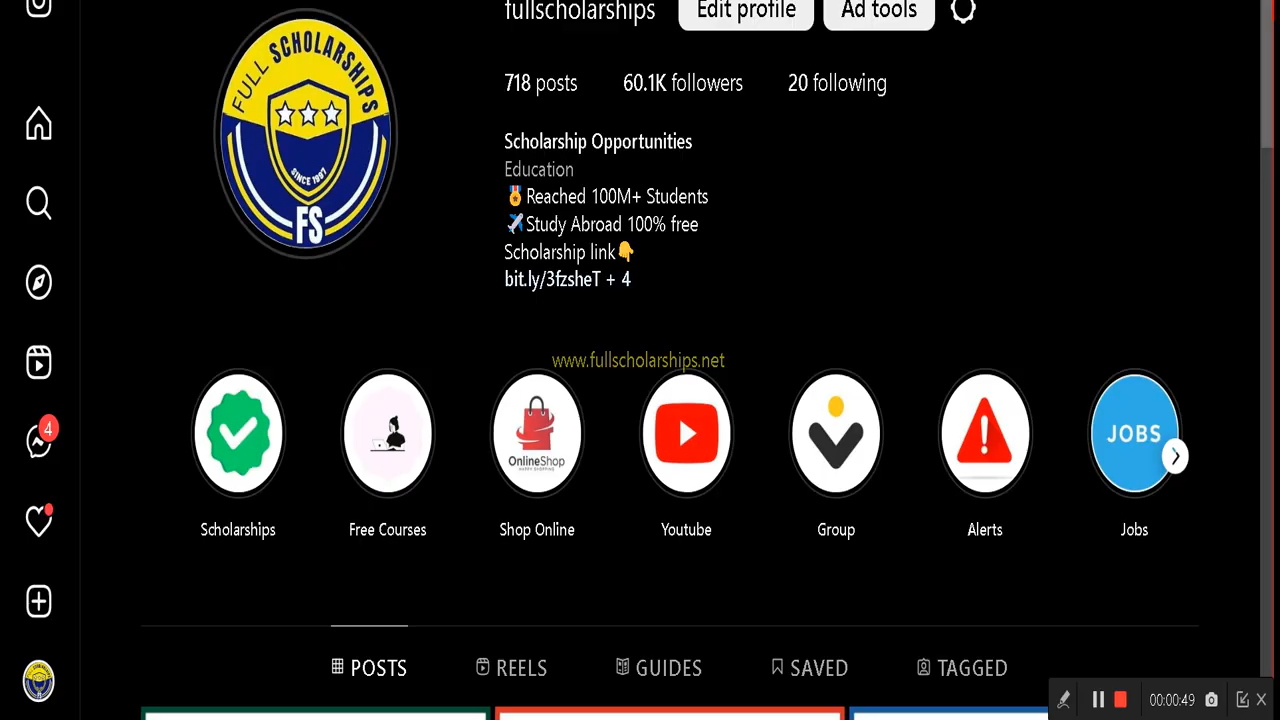 fullscholarships Edit profile Ad tools
FULL SCHOLARSHIPS
SINCE 1997
FS
718 posts 60.1K followers 20 following
Scholarship Opportunities
Education
🏅Reached 100M+ Students
✈️Study Abroad 100% free
Scholarship link👇
bit.ly/3fzsheT + 4
www.fullscholarships.net
4
OnlineShop
HAPPY SHOPPING
JOBS
Scholarships Free Courses Shop Online Youtube Group Alerts Jobs
POSTS REELS GUIDES SAVED TAGGED
00:00:49